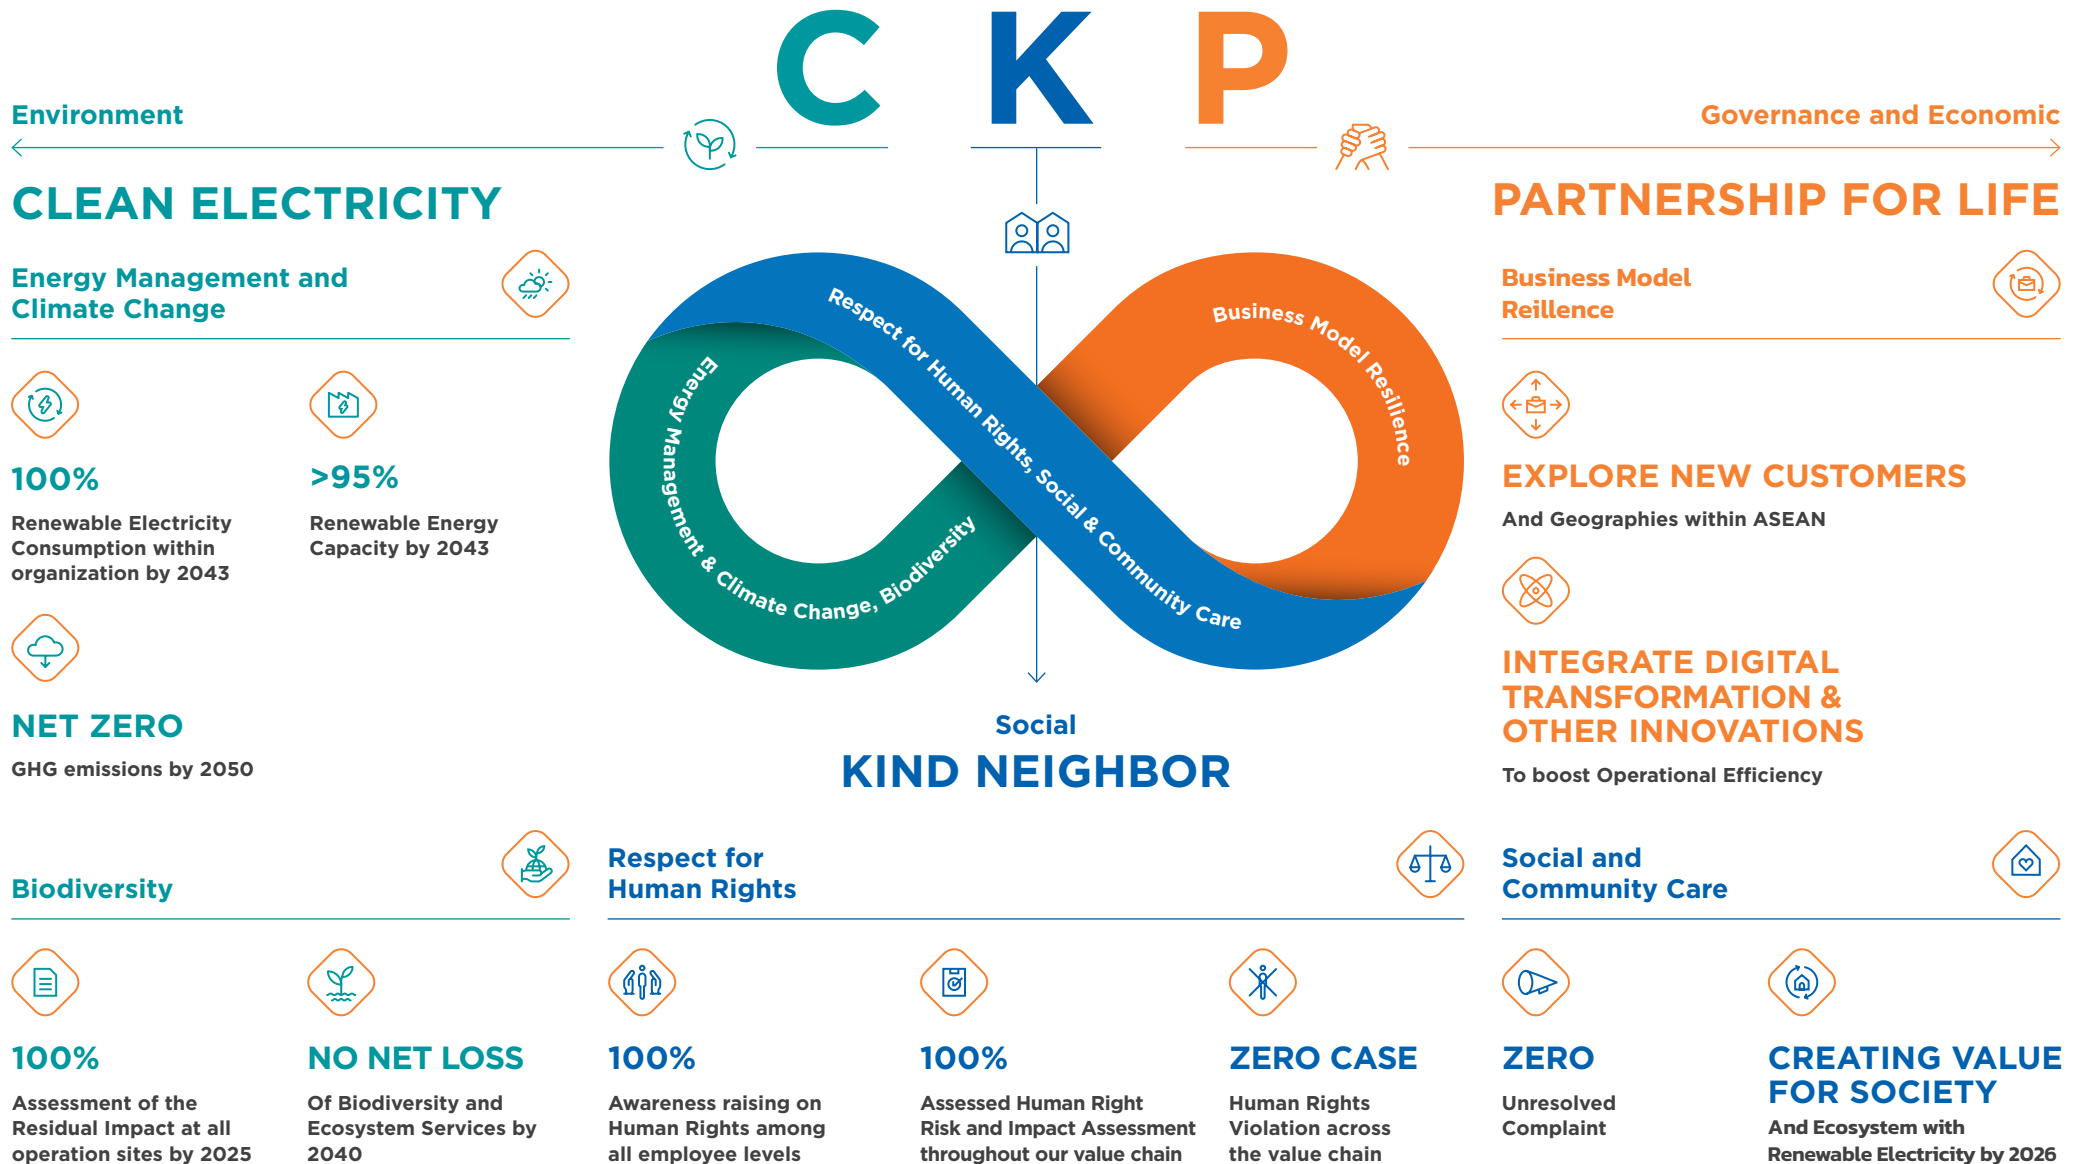 C K P
Environment
Governance and Economic
CLEAN ELECTRICITY
PARTNERSHIP FOR LIFE
Energy Management and
Climate Change
100%
Renewable Electricity
Consumption within
organization by 2043
>95%
Renewable Energy
Capacity by 2043
NET ZERO
GHG emissions by 2050
Energy Management & Climate Change, Biodiversity
Respect for Human Rights, Social & Community Care
Business Model Resilience
Social
KIND NEIGHBOR
Business Model
Reillence
EXPLORE NEW CUSTOMERS
And Geographies within ASEAN
INTEGRATE DIGITAL
TRANSFORMATION &
OTHER INNOVATIONS
To boost Operational Efficiency
Biodiversity
100%
Assessment of the
Residual Impact at all
operation sites by 2025
NO NET LOSS
Of Biodiversity and
Ecosystem Services by
2040
Respect for
Human Rights
100%
Awareness raising on
Human Rights among
all employee levels
100%
Assessed Human Right
Risk and Impact Assessment
throughout our value chain
ZERO CASE
Human Rights
Violation across
the value chain
Social and
Community Care
ZERO
Unresolved
Complaint
CREATING VALUE
FOR SOCIETY
And Ecosystem with
Renewable Electricity by 2026